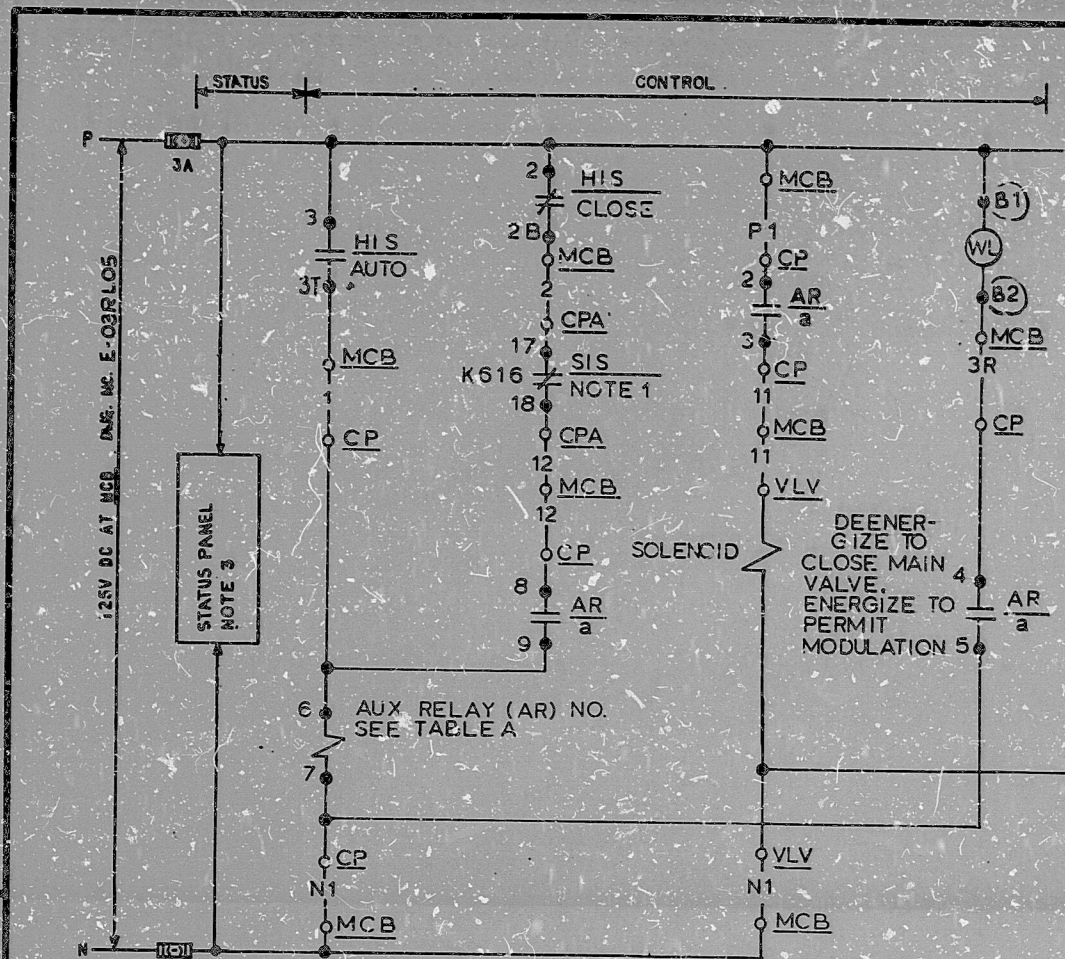 STATUS
CONTROL
P
3A
125V DC AT MCB DWG. NO. E-03RL05
STATUS PANEL
NOTE 3
3
HIS
AUTO
3T
MCB
1
CP
2
HIS
CLOSE
2B
MCB
2
CPA
17
K616
SIS
NOTE 1
18
CPA
12
MCB
12
CP
8
AR
a
9
6
AUX RELAY (AR) NO.
SEE TABLE A
7
CP
N1
MCB
N
MCB
P1
CP
2
AR
a
3
CP
11
MCB
11
VLV
SOLENOID
DEENER-
GIZE TO
CLOSE MAIN
VALVE.
ENERGIZE TO
PERMIT
MODULATION
VLV
N1
MCB
B1
WL
B2
MCB
3R
CP
4
AR
a
5